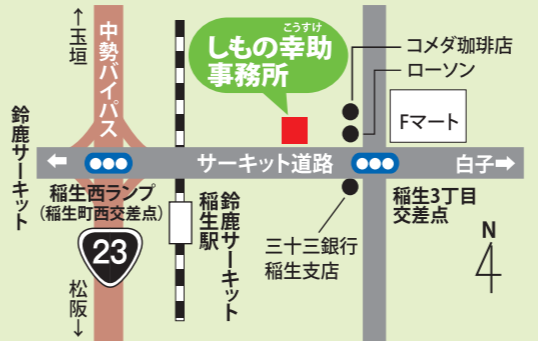 ↑玉垣
中勢バイパス
こうすけ
しもの幸助
事務所
コメダ珈琲店
ローソン
Fマート
鈴鹿サーキット
←
サーキット道路
白子→
稲生西ランプ
(稲生町西交差点)
23
松阪↓
鈴鹿サーキット
稲生駅
三十三銀行
稲生支店
稲生3丁目
交差点
N